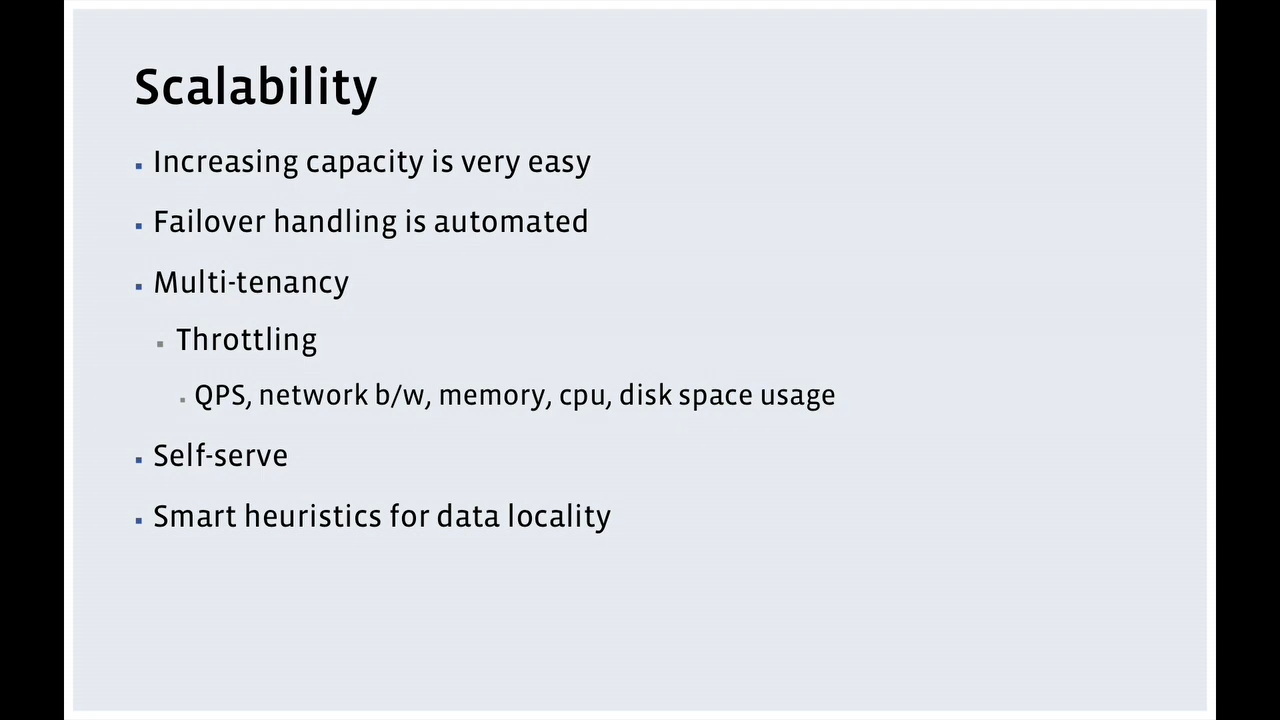 Scalability
Increasing capacity is very easy
Failover handling is automated
Multi-tenancy
Throttling
QPS, network b/w, memory, cpu, disk space usage
Self-serve
Smart heuristics for data locality